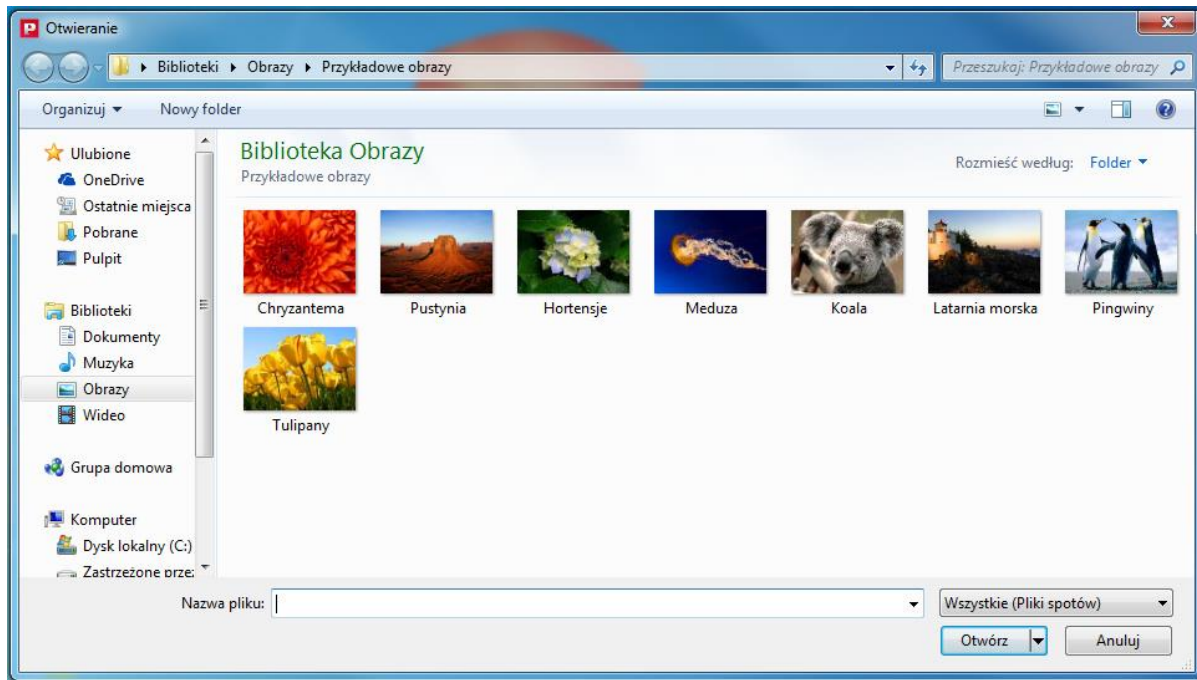 P Otwieranie
Biblioteki Obrazy Przykładowe obrazy
Przeszukaj: Przykładowe obrazy
Organizuj Nowy folder
Ulubione
OneDrive
Ostatnie miejsca
Pobrane
Pulpit
Biblioteki
Dokumenty
Muzyka
Obrazy
Wideo
Grupa domowa
Komputer
Dysk lokalny (C:)
Zastrzeżone prze
Biblioteka Obrazy
Przykładowe obrazy
Rozmieść według: Folder
Chryzantema Pustynia Hortensje Meduza Koala Latarnia morska Pingwiny
Tulipany
Nazwa pliku:
Wszystkie (Pliki spotów)
Otwórz Anuluj